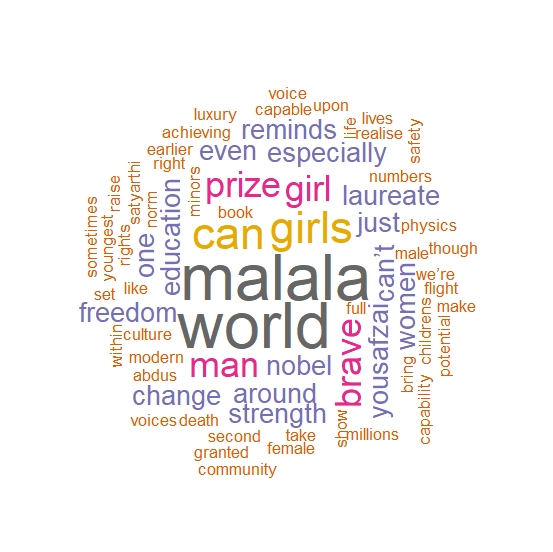 voice
luxury
capable
upon
achieving
reminds
life
lives
realise
safety
earlier
even
especially
right
minors
prize
girl
numbers
laureate
book
sometimes
youngest
raise
rights
satyarthi
norm
one
education
can
girls
just
physics
malala
can't
male
though
women
we're
flight
set
like
freedom
world
yousafzai
full
make
within
culture
brave
bring
childrens
potential
modern
man
nobel
abdus
change
around
capability
voices
death
strength
second
take
show
millions
granted
female
community